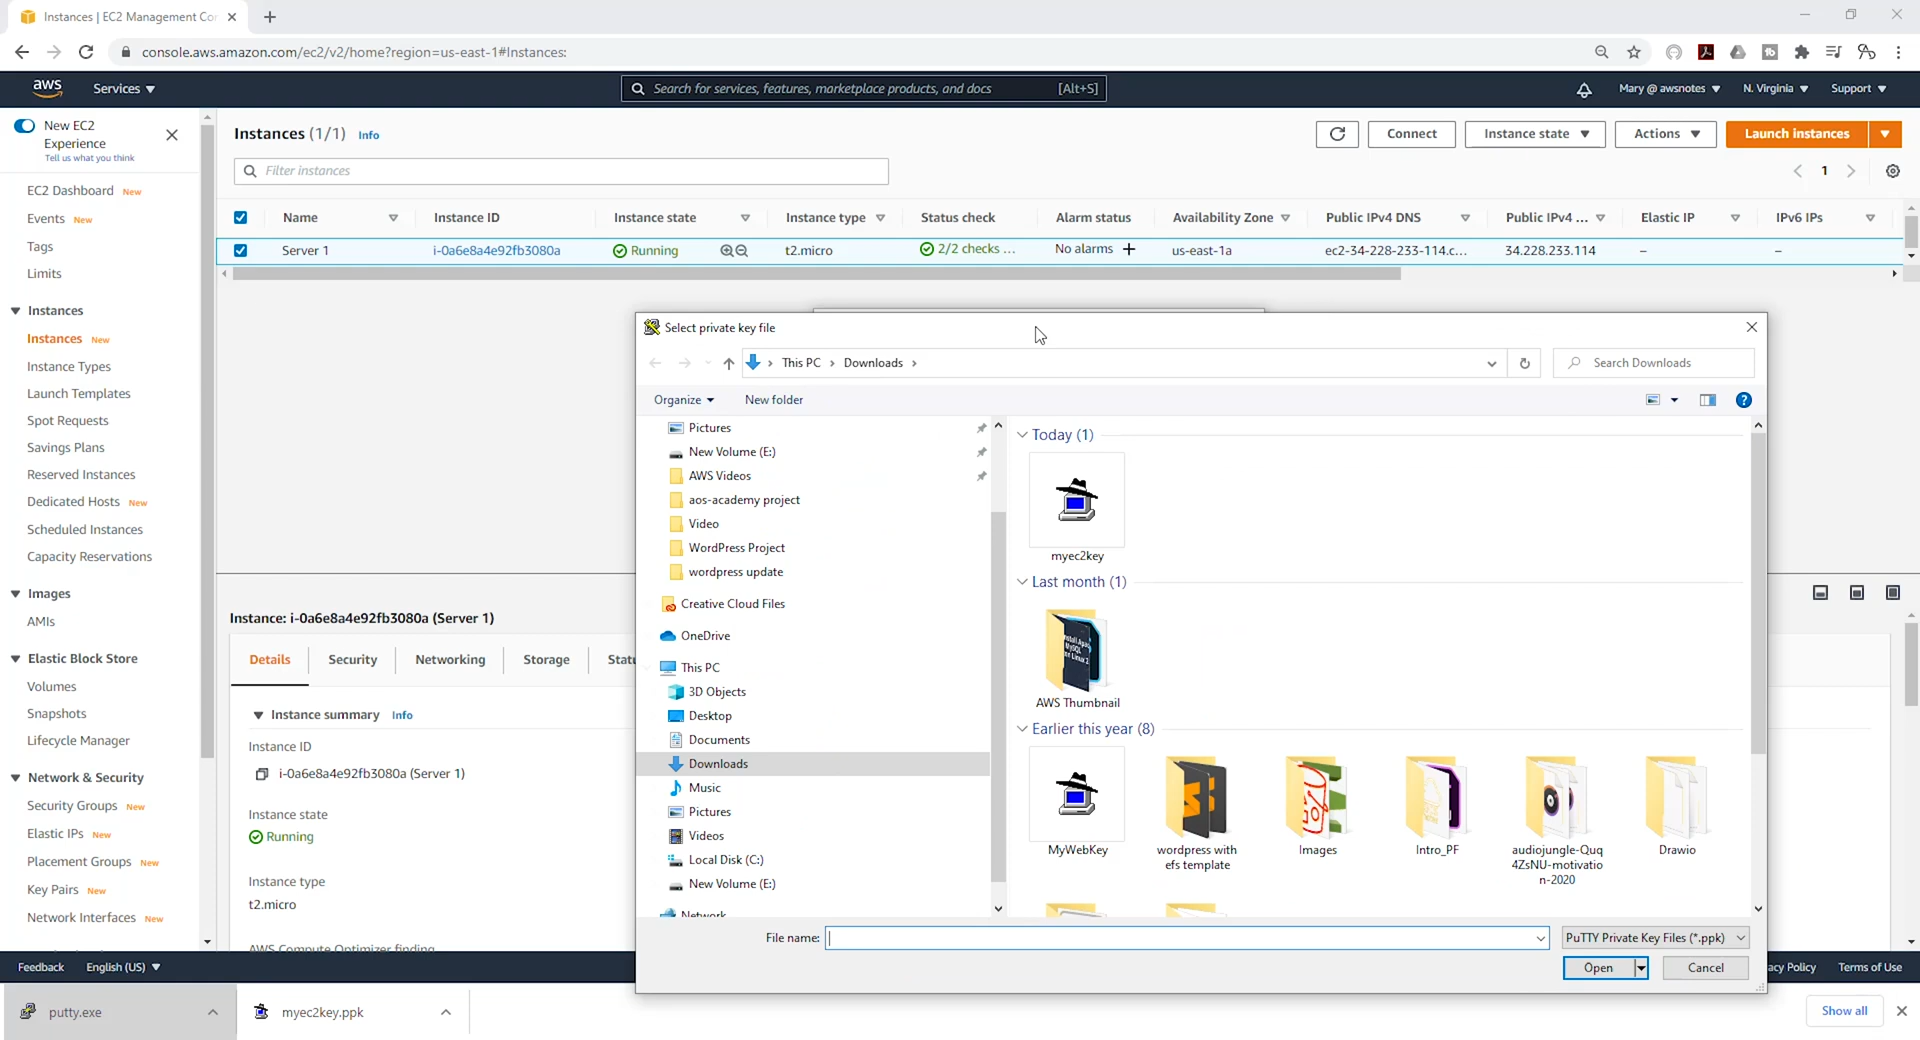 Instances | EC2 Management Con
console.aws.amazon.com/ec2/v2/home?region=us-east-1#Instances:
aws Services Search for services, features, marketplace products, and docs [Alt+S] Mary @ awsnotes N. Virginia Support
New EC2
Experience
Tell us what you think
EC2 Dashboard New
Events New
Tags
Limits
Instances
Instances New
Instance Types
Launch Templates
Spot Requests
Savings Plans
Reserved Instances
Dedicated Hosts New
Scheduled Instances
Capacity Reservations
Images
AMIs
Elastic Block Store
Volumes
Snapshots
Lifecycle Manager
Network & Security
Security Groups New
Elastic IPs New
Placement Groups New
Key Pairs New
Network Interfaces New
Instances (1/1) Info
Connect Instance state Actions Launch instances
Filter instances
1
Name Instance ID Instance state Instance type Status check Alarm status Availability Zone Public IPv4 DNS Public IPv4 ... Elastic IP IPv6 IPs
Server 1 i-0a6e8a4e92fb3080a Running t2.micro 2/2 checks ... No alarms + us-east-1a ec2-34-228-233-114.c... 34.228.233.114 – –
Instance: i-0a6e8a4e92fb3080a (Server 1)
Details Security Networking Storage Statu
Instance summary Info
Instance ID
i-0a6e8a4e92fb3080a (Server 1)
Instance state
Running
Instance type
t2.micro
AWS Compute Optimizer finding
Select private key file
This PC Downloads
Search Downloads
Organize New folder
Pictures
New Volume (E:)
AWS Videos
aos-academy project
Video
WordPress Project
wordpress update
Creative Cloud Files
OneDrive
This PC
3D Objects
Desktop
Documents
Downloads
Music
Pictures
Videos
Local Disk (C:)
New Volume (E:)
Network
Today (1)
myec2key
Last month (1)
AWS Thumbnail
Earlier this year (8)
MyWebKey
wordpress with
efs template
Images
Intro_PF
audiojungle-Quq
4ZsNU-motivatio
n-2020
Drawio
File name: PuTTY Private Key Files (*.ppk)
Open Cancel
Feedback English (US) acy Policy Terms of Use
putty.exe myec2key.ppk Show all